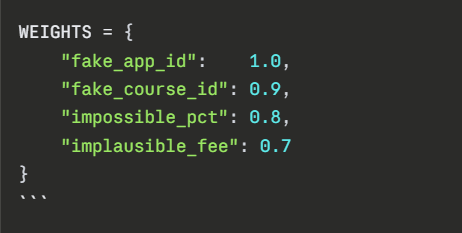 WEIGHTS = {
    "fake_app_id":    1.0,
    "fake_course_id": 0.9,
    "impossible_pct": 0.8,
    "implausible_fee": 0.7
}
```